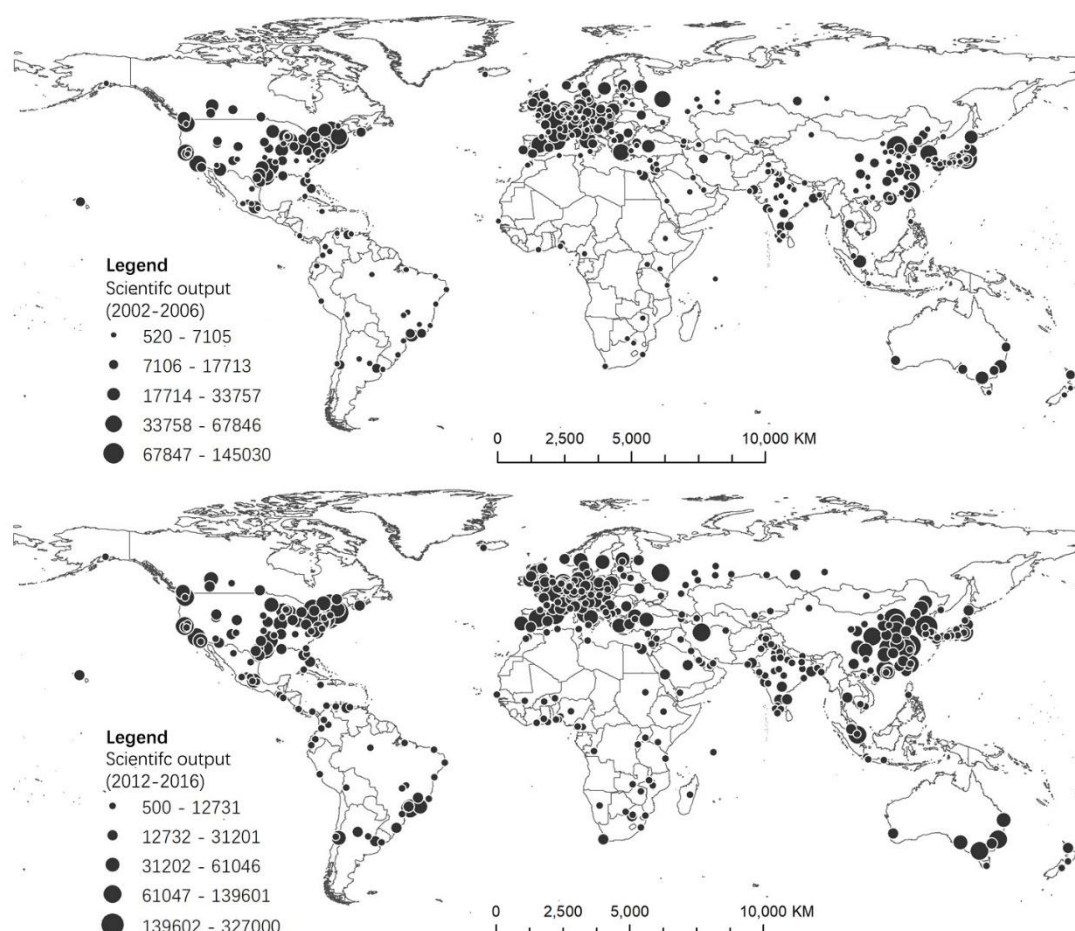 Legend
Scientifc output
(2002-2006)
520 - 7105
7106 - 17713
17714 - 33757
33758 - 67846
67847 - 145030
0 2,500 5,000 10,000 KM
Legend
Scientifc output
(2012-2016)
500 - 12731
12732 - 31201
31202 - 61046
61047 - 139601
139602 - 327000
0 2,500 5,000 10,000 KM